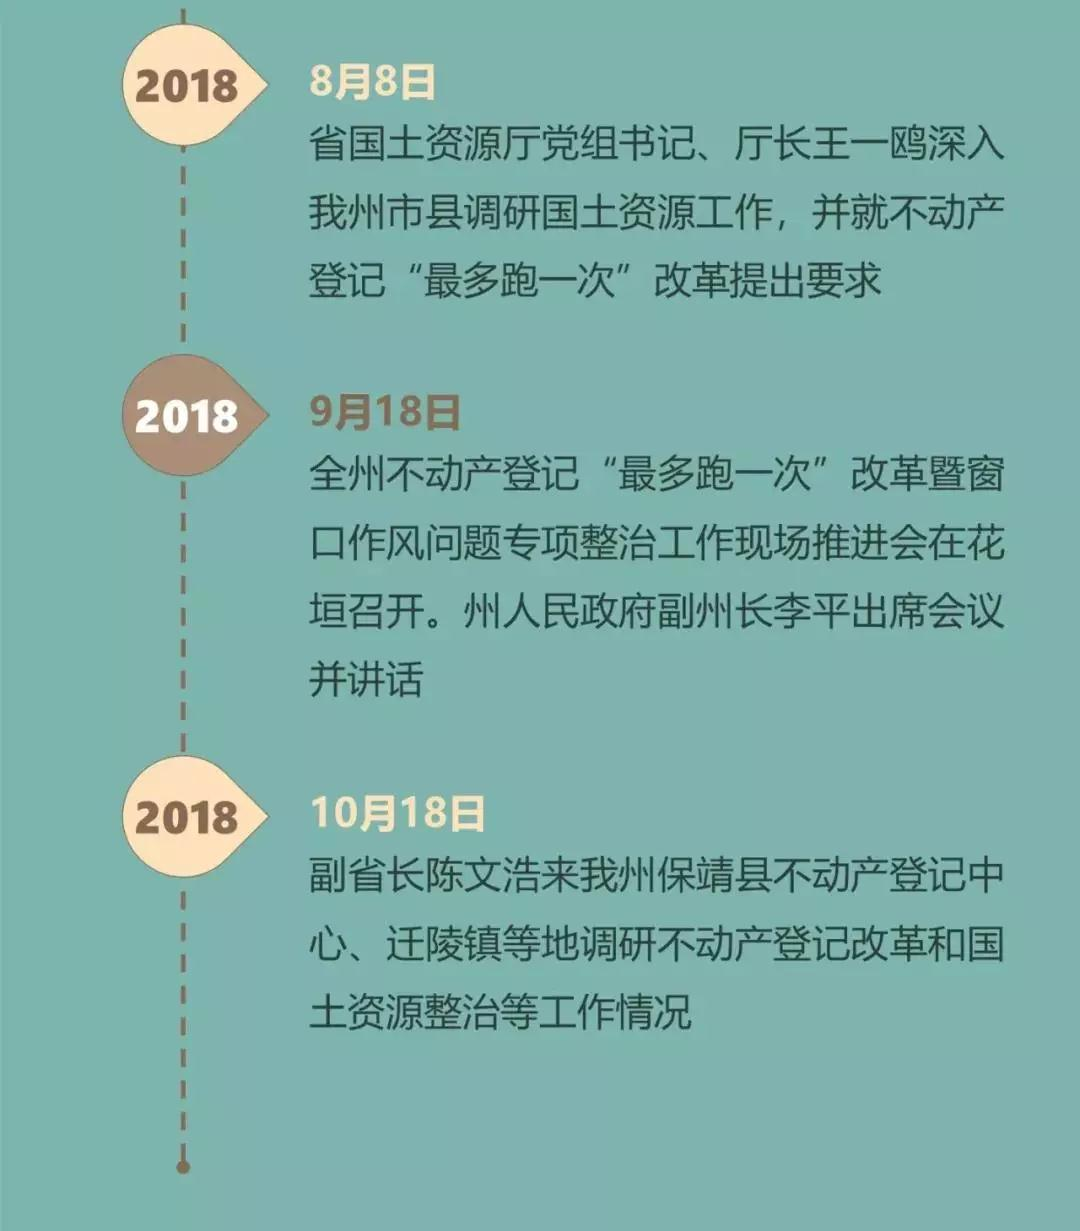 2018
8月8日
省国土资源厅党组书记、厅长王一鸥深入
我州市县调研国土资源工作，并就不动产
登记“最多跑一次”改革提出要求
2018
9月18日
全州不动产登记“最多跑一次”改革暨窗
口作风问题专项整治工作现场推进会在花
垣召开。州人民政府副州长李平出席会议
并讲话
2018
10月18日
副省长陈文浩来我州保靖县不动产登记中
心、迁陵镇等地调研不动产登记改革和国
土资源整治等工作情况